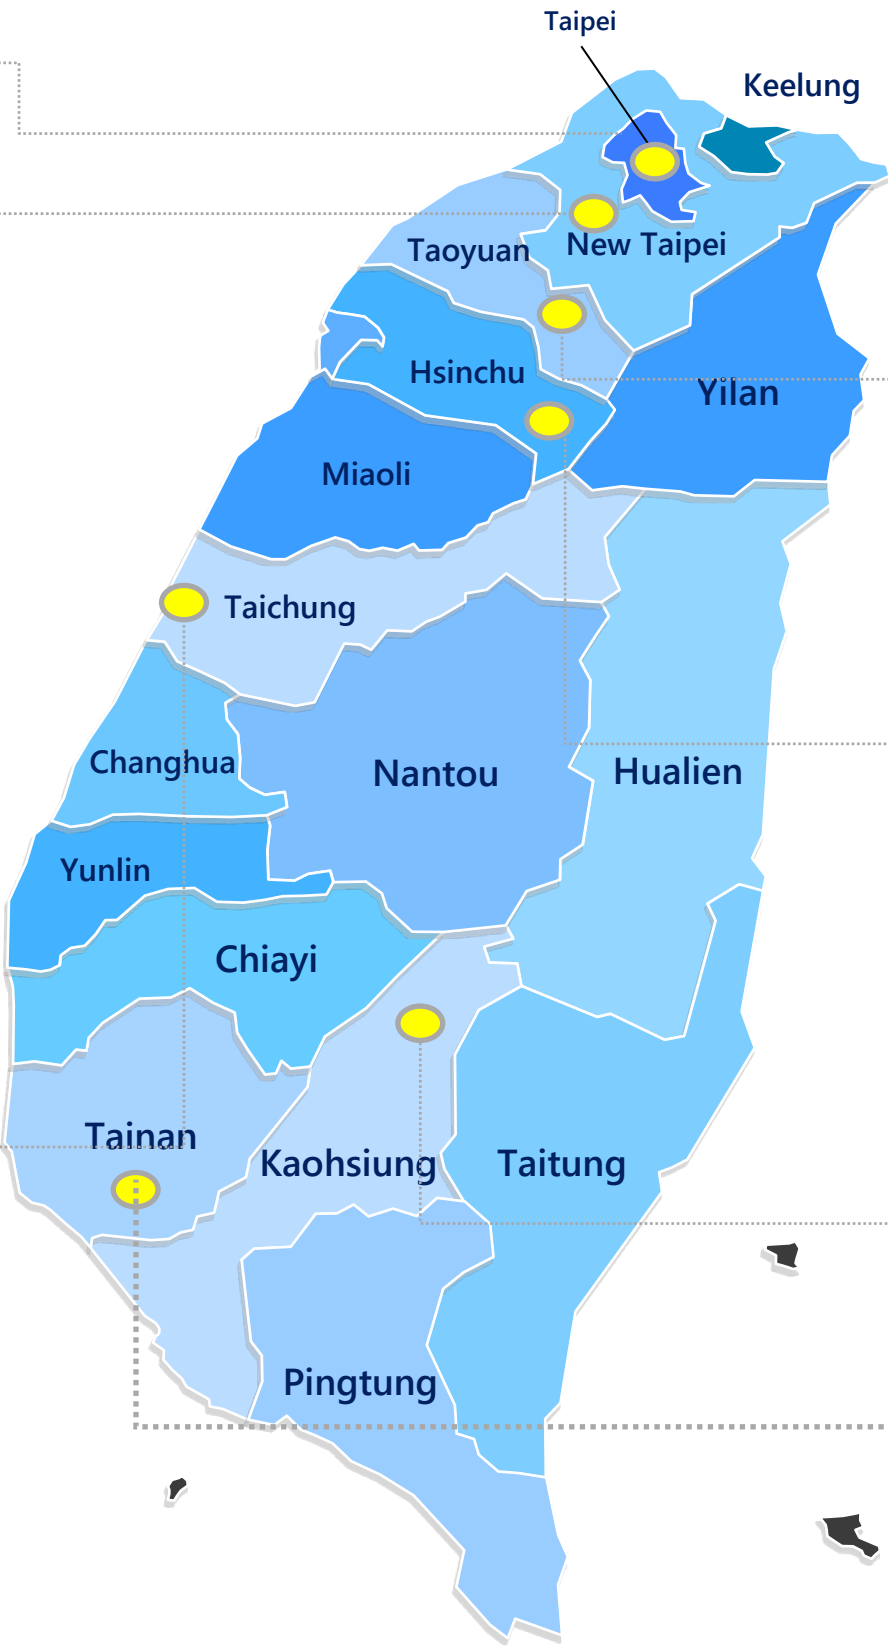 Taipei
Keelung
New Taipei
Taoyuan
Hsinchu
Yilan
Miaoli
Taichung
Changhua
Nantou
Hualien
Yunlin
Chiayi
Tainan
Kaohsiung
Taitung
Pingtung